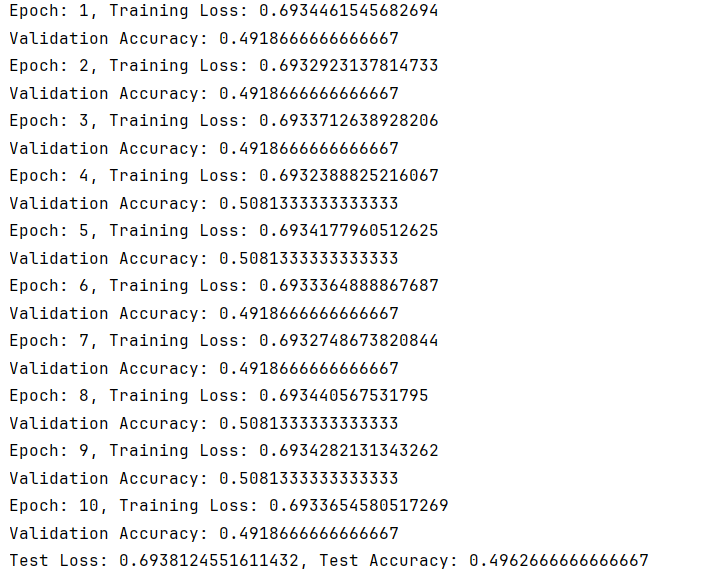 Epoch: 1, Training Loss: 0.6934461545682694
Validation Accuracy: 0.4918666666666667
Epoch: 2, Training Loss: 0.6932923137814733
Validation Accuracy: 0.4918666666666667
Epoch: 3, Training Loss: 0.6933712638928206
Validation Accuracy: 0.4918666666666667
Epoch: 4, Training Loss: 0.6932388825216067
Validation Accuracy: 0.5081333333333333
Epoch: 5, Training Loss: 0.6934177960512625
Validation Accuracy: 0.5081333333333333
Epoch: 6, Training Loss: 0.6933364888867687
Validation Accuracy: 0.4918666666666667
Epoch: 7, Training Loss: 0.6932748673820844
Validation Accuracy: 0.4918666666666667
Epoch: 8, Training Loss: 0.693440567531795
Validation Accuracy: 0.5081333333333333
Epoch: 9, Training Loss: 0.6934282131343262
Validation Accuracy: 0.5081333333333333
Epoch: 10, Training Loss: 0.6933654580517269
Validation Accuracy: 0.4918666666666667
Test Loss: 0.6938124551611432, Test Accuracy: 0.4962666666666667